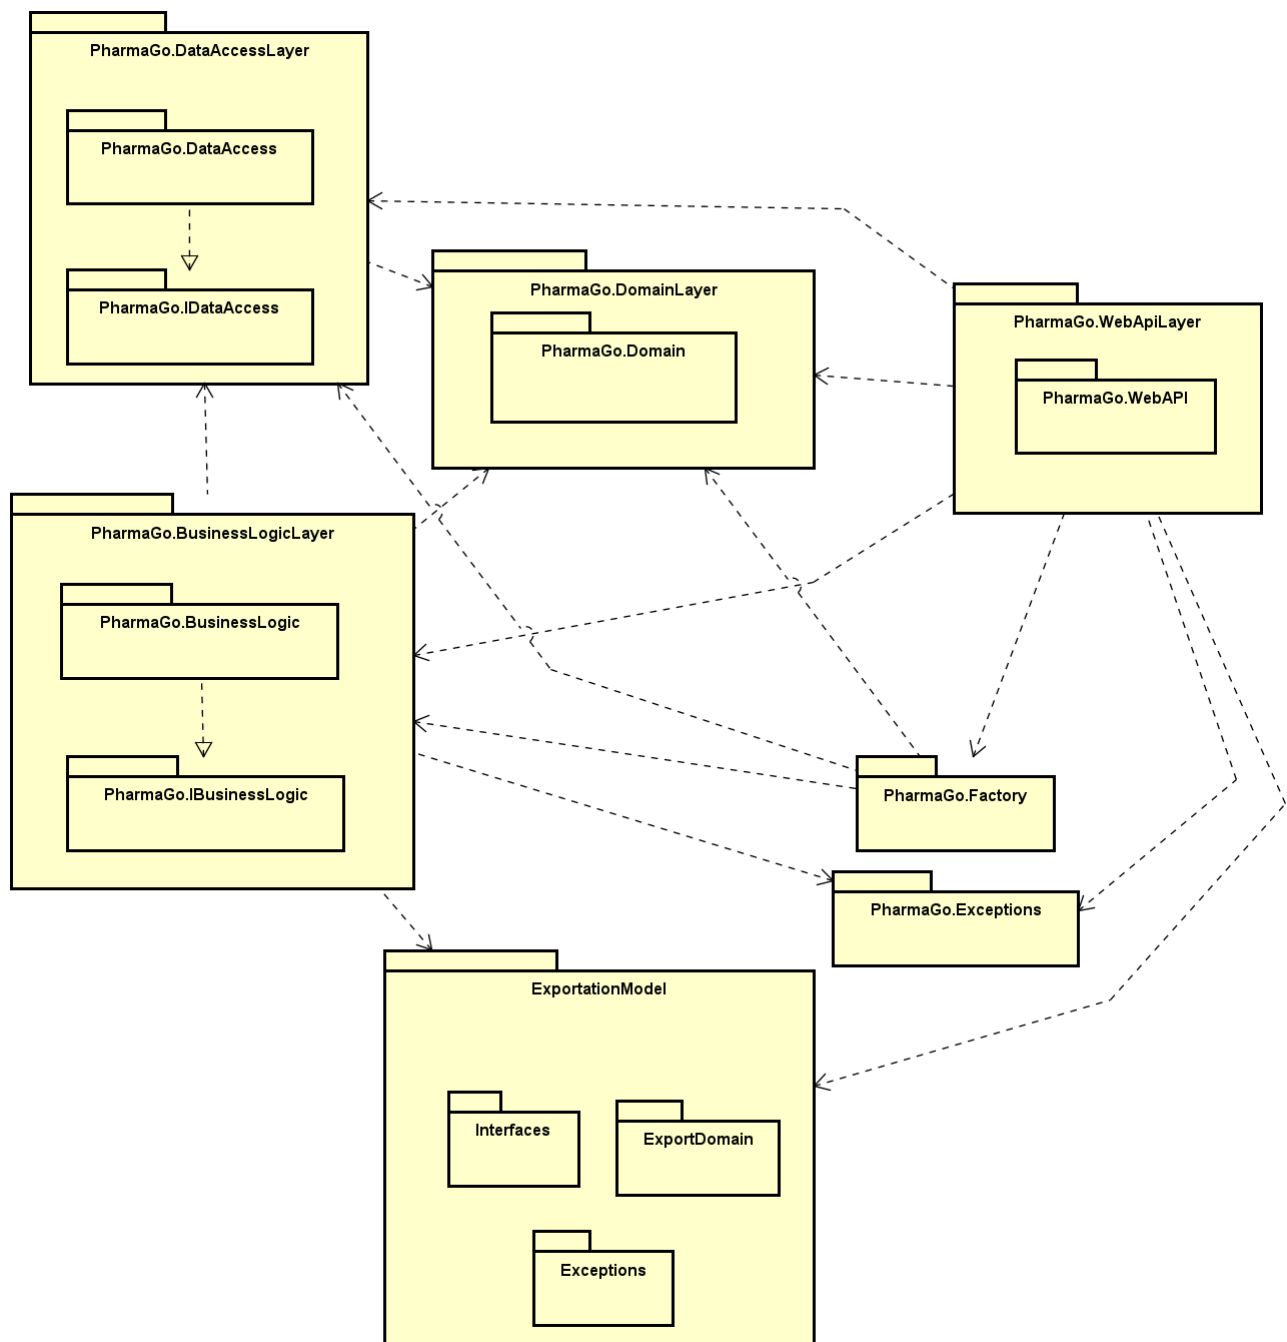 PharmaGo.DataAccessLayer
PharmaGo.DataAccess
PharmaGo.IDataAccess
PharmaGo.DomainLayer
PharmaGo.Domain
PharmaGo.WebApiLayer
PharmaGo.WebAPI
PharmaGo.BusinessLogicLayer
PharmaGo.BusinessLogic
PharmaGo.IBusinessLogic
PharmaGo.Factory
PharmaGo.Exceptions
ExportationModel
Interfaces
ExportDomain
Exceptions